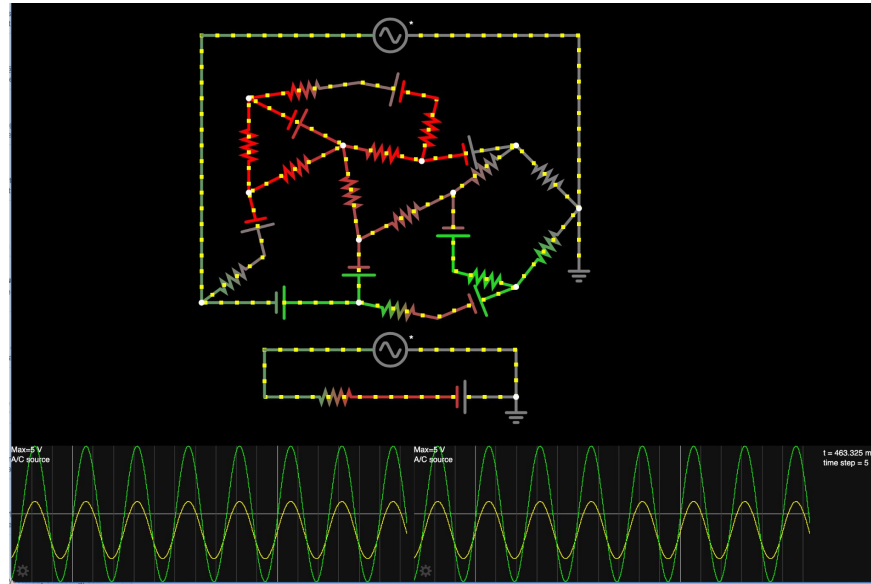 *
*
Max=5 V
A/C source
Max=5 V
A/C source
t = 463.325 m
time step = 5